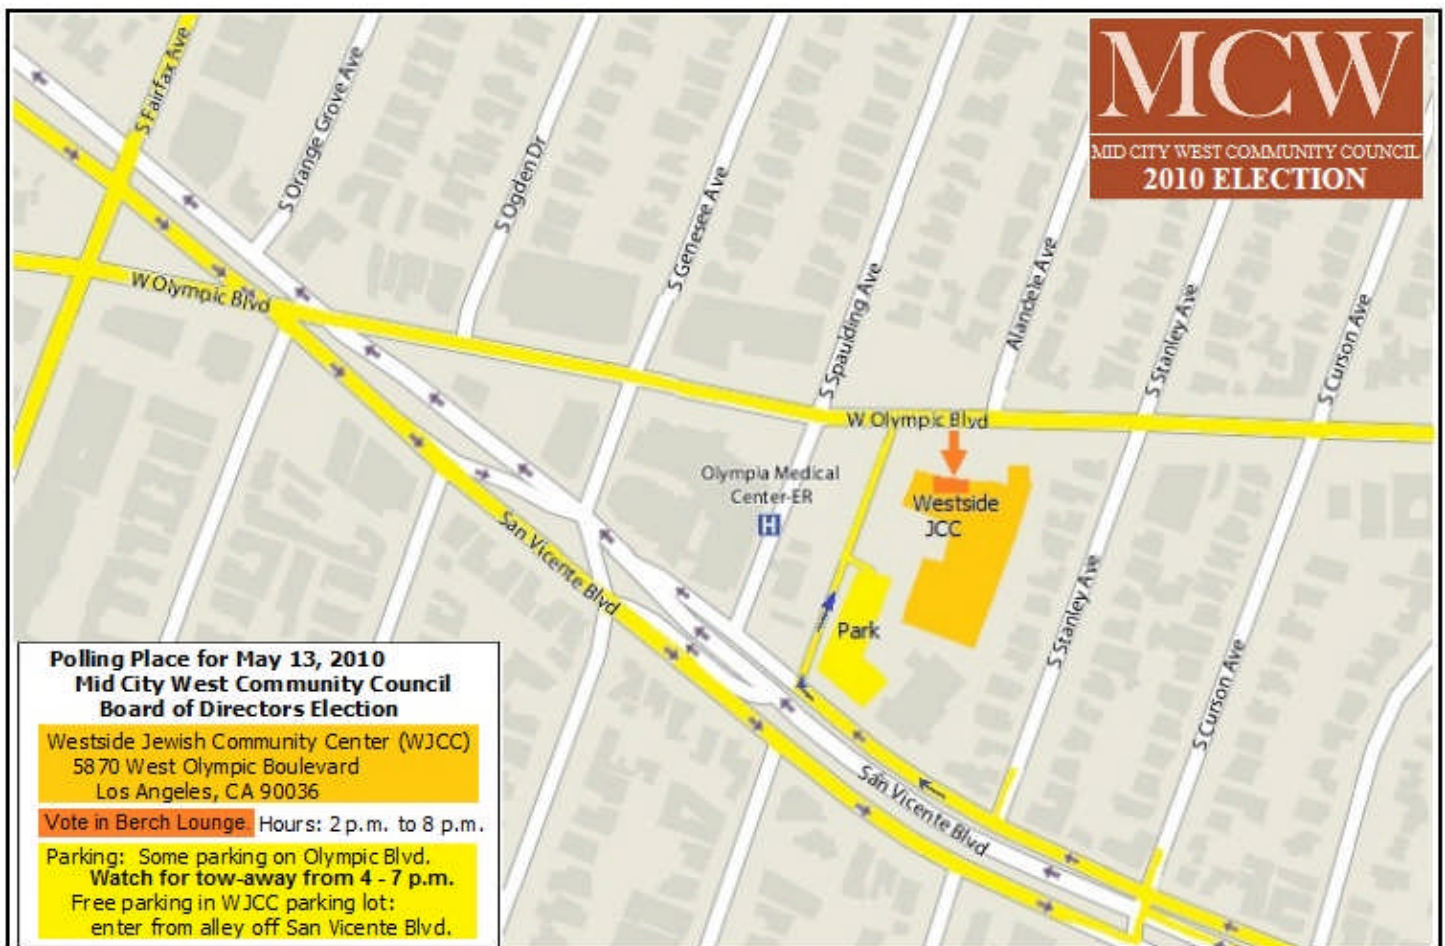 MCW
MID CITY WEST COMMUNITY COUNCIL
2010 ELECTION
S Fairfax Ave
S Orange Grove Ave
S Ogden Dr
S Genesee Ave
S Spaulding Ave
Alandele Ave
S Stanley Ave
S Curson Ave
W Olympic Blvd
W Olympic Blvd
Olympia Medical
Center-ER
H
Westside
JCC
San Vicente Blvd
Park
S Stanley Ave
S Curson Ave
San Vicente Blvd
Polling Place for May 13, 2010
Mid City West Community Council
Board of Directors Election
Westside Jewish Community Center (WJCC)
5870 West Olympic Boulevard
Los Angeles, CA 90036
Vote in Berch Lounge. Hours: 2 p.m. to 8 p.m.
Parking: Some parking on Olympic Blvd.
Watch for tow-away from 4 - 7 p.m.
Free parking in WJCC parking lot:
enter from alley off San Vicente Blvd.